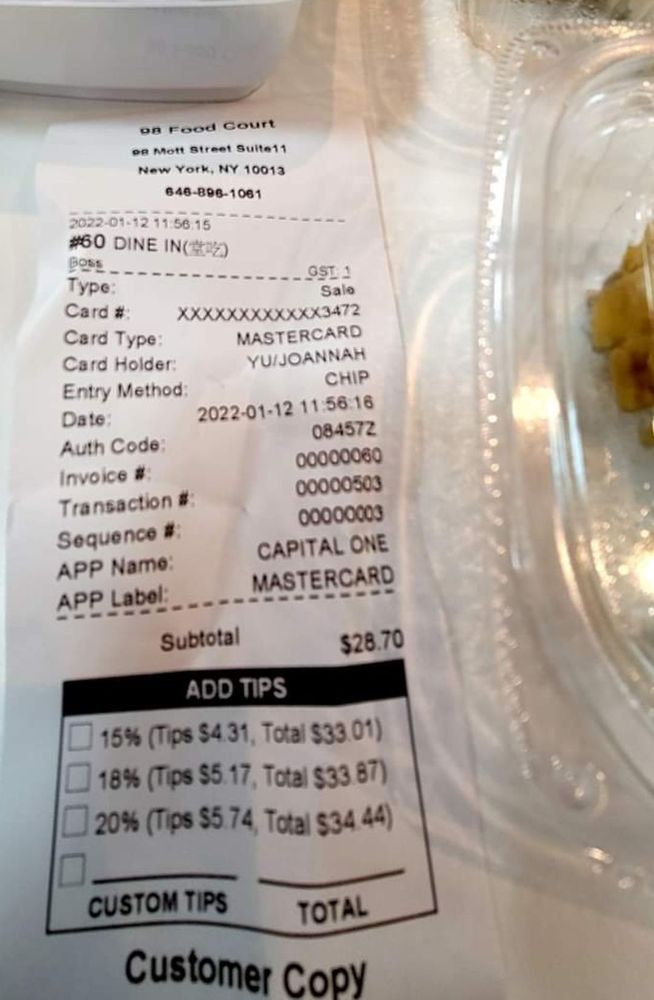 98 Food Court
98 Mott Street Suite11
New York, NY 10013
646-896-1061
2022-01-12 11:56:15
#60 DINE IN(堂吃)
Boss
GST: 1
Type: Sale
Card #: XXXXXXXXXXXX3472
Card Type: MASTERCARD
Card Holder: YU/JOANNAH
Entry Method: CHIP
Date: 2022-01-12 11:56:16
Auth Code: 08457Z
Invoice #: 00000060
Transaction #: 00000503
Sequence #: 00000003
APP Name: CAPITAL ONE
APP Label: MASTERCARD
Subtotal $28.70
ADD TIPS
15% (Tips $4.31, Total $33.01)
18% (Tips $5.17, Total $33.87)
20% (Tips $5.74, Total $34.44)
CUSTOM TIPS TOTAL
Customer Copy